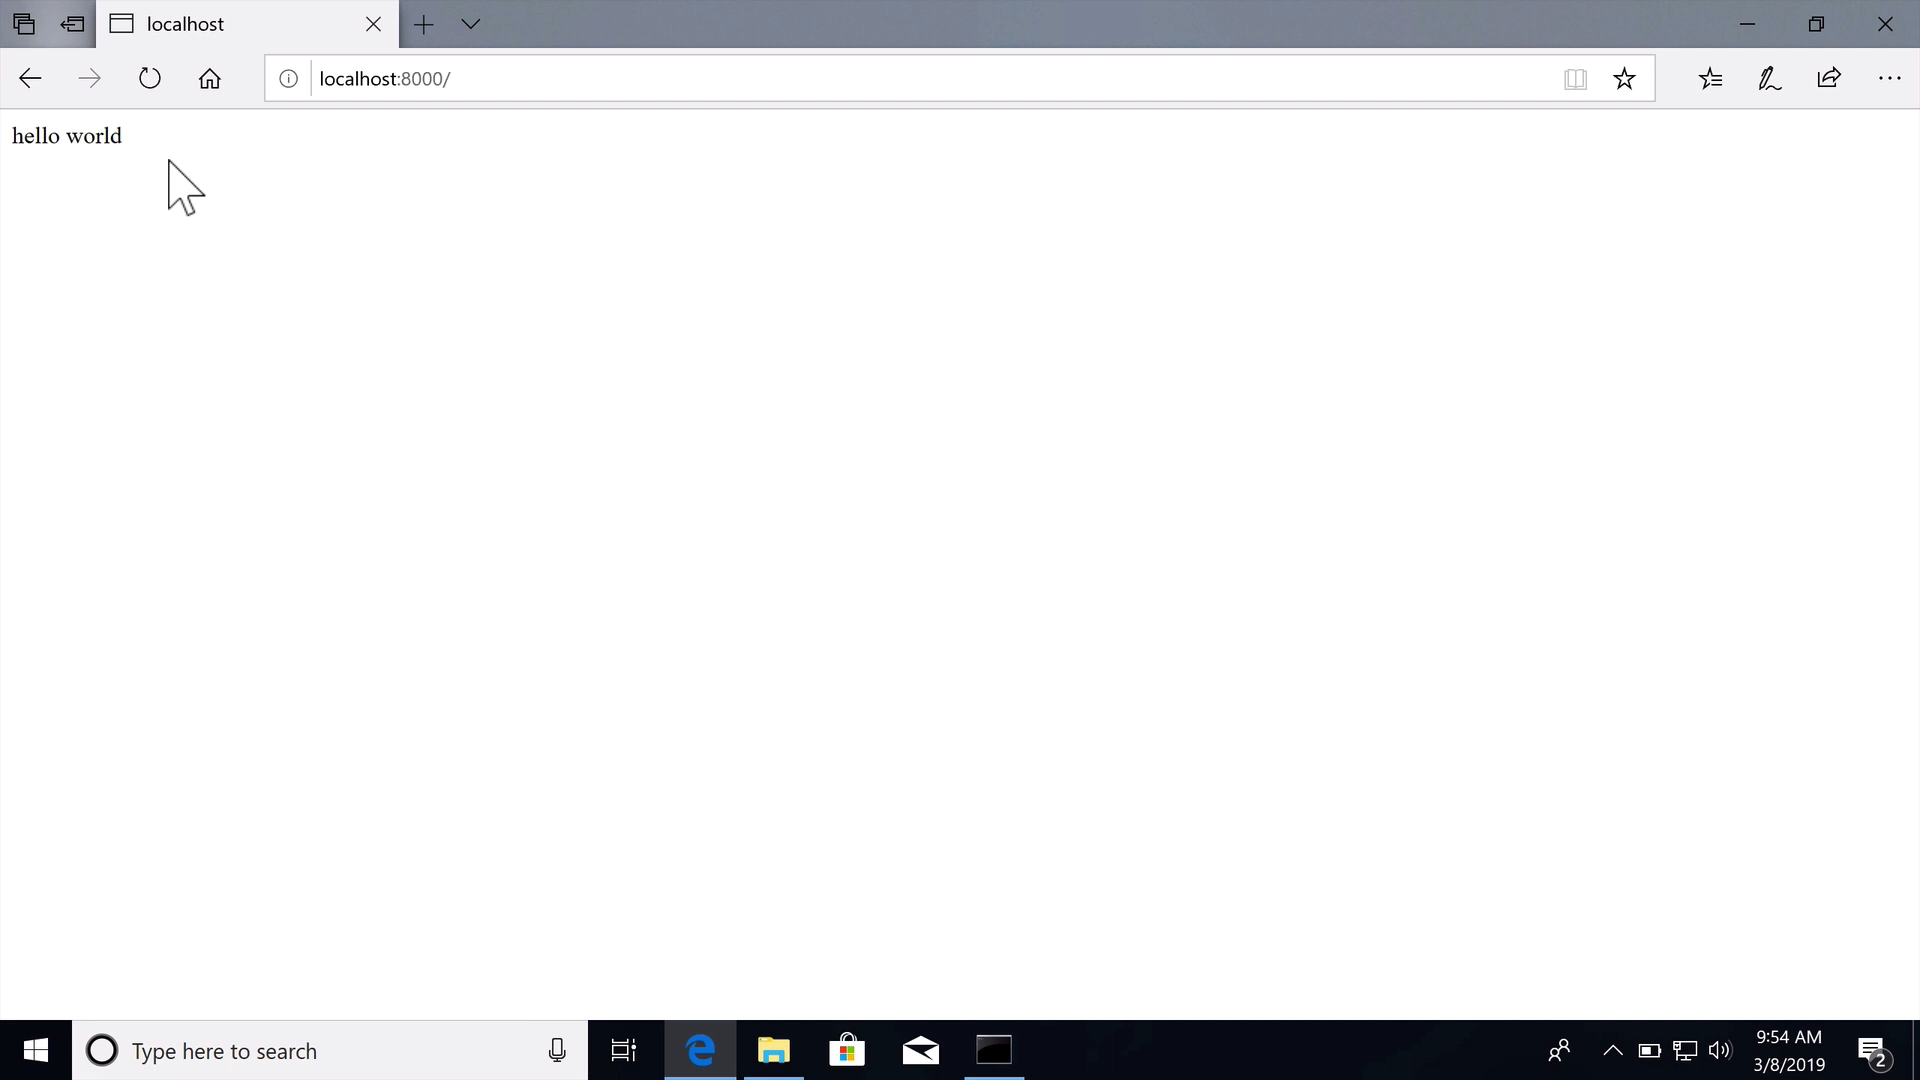 localhost
localhost:8000/
hello world
Type here to search
9:54 AM
3/8/2019
2